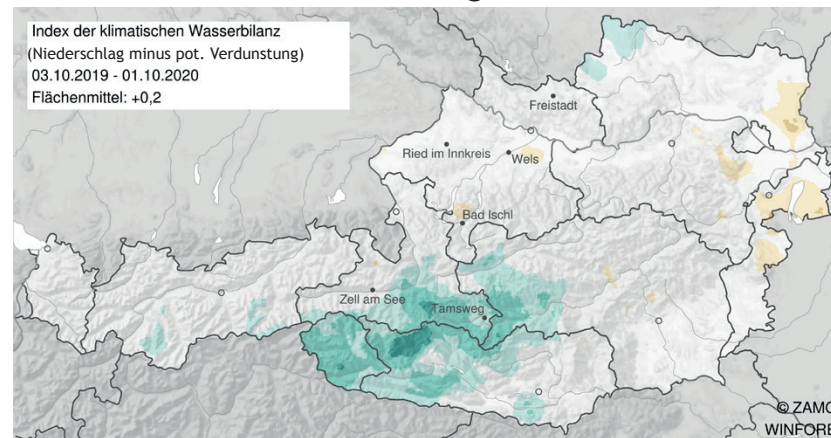 Index der klimatischen Wasserbilanz
(Niederschlag minus pot. Verdunstung)
03.10.2019 - 01.10.2020
Flächenmittel: +0,2
Freistadt
Ried im Innkreis
Wels
Bad Ischl
Zell am See
Tamsweg
© ZAMG
WINFORE